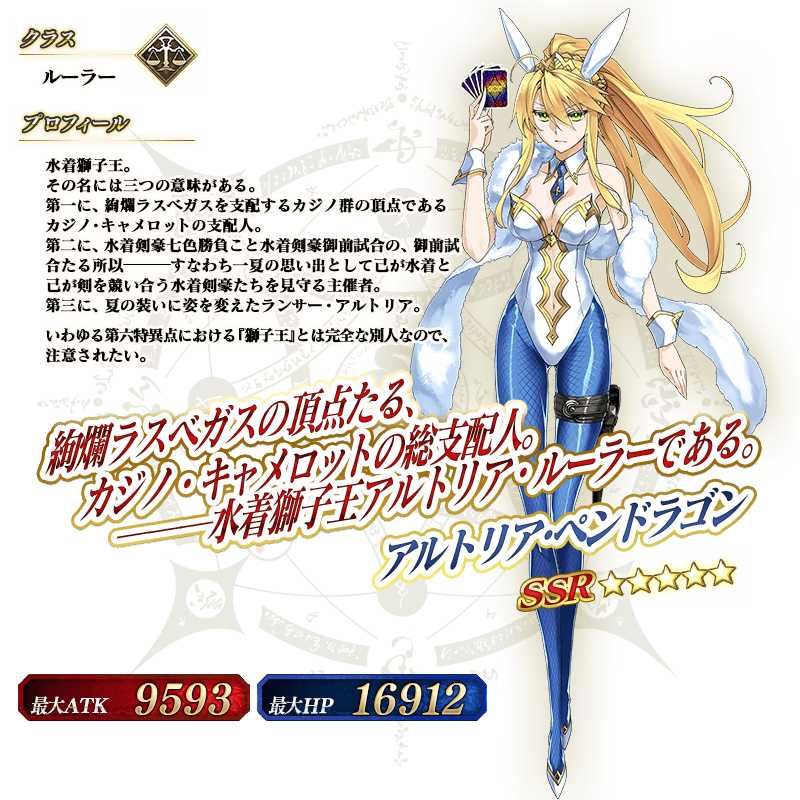 クラス
ルーラー
プロフィール
水着獅子王。
その名には三つの意味がある。
第一に、絢爛ラスベガスを支配するカジノ群の頂点である
カジノ・キャメロットの支配人。
第二に、水着剣豪七色勝負こと水着剣豪御前試合の、御前試
合たる所以───すなわち一夏の思い出として己が水着と
己が剣を競い合う水着剣豪たちを見守る主催者。
第三に、夏の装いに姿を変えたランサー・アルトリア。
いわゆる第六特異点における『獅子王』とは完全な別人なので、
注意されたい。
絢爛ラスベガスの頂点たる、
カジノ・キャメロットの総支配人。
───水着獅子王アルトリア・ルーラーである。
アルトリア・ペンドラゴン
SSR☆☆☆☆☆
最大ATK 9593
最大HP 16912